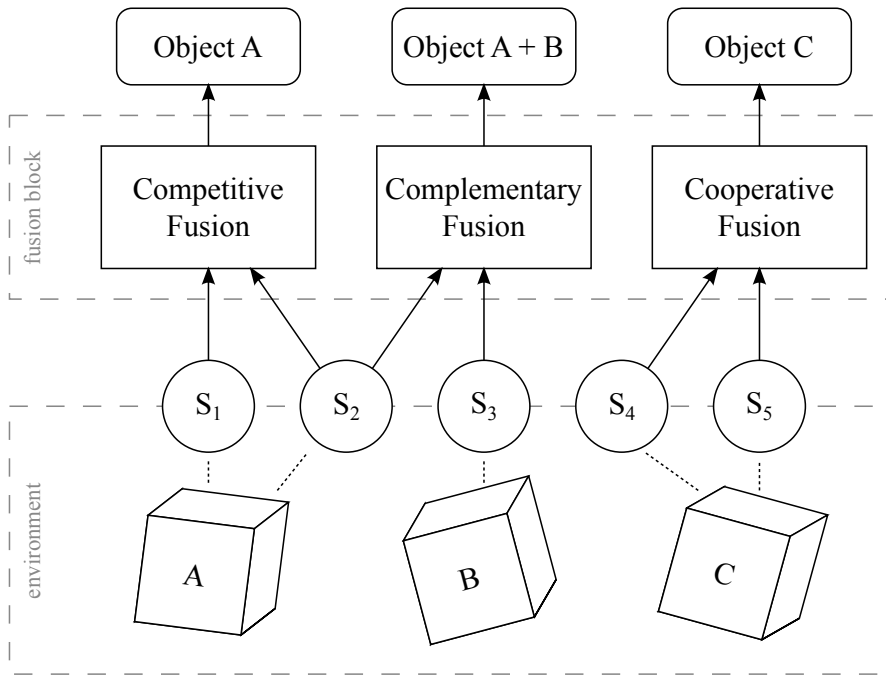 Object A
Object A + B
Object C
fusion block
Competitive
Fusion
Complementary
Fusion
Cooperative
Fusion
S₁
S₂
S₃
S₄
S₅
environment
A
B
C